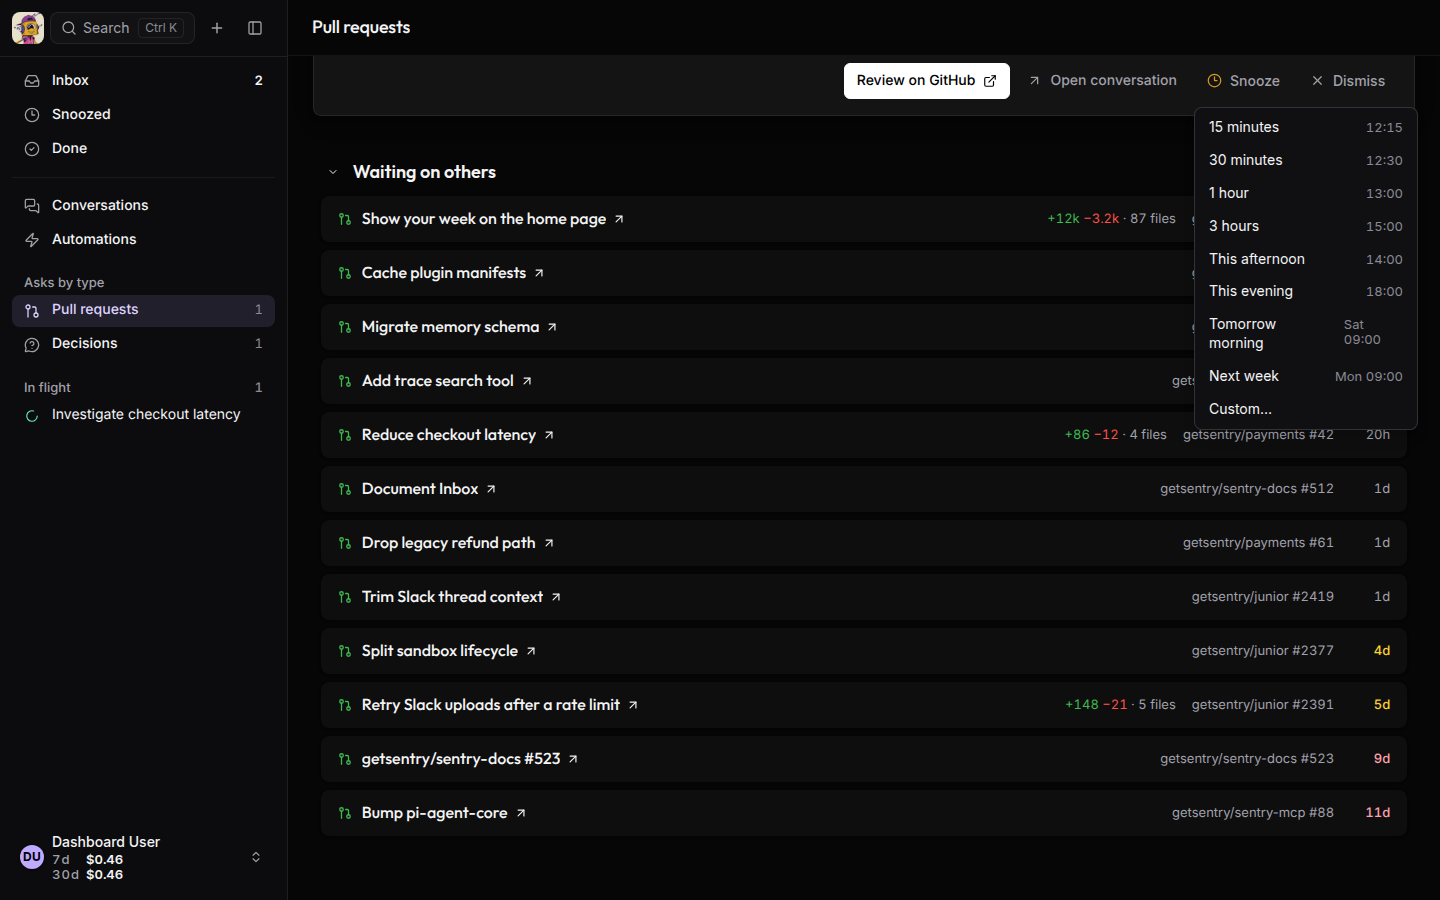 Search Ctrl K
Pull requests
Inbox 2
Snoozed
Done
Conversations
Automations
Asks by type
Pull requests 1
Decisions 1
In flight 1
Investigate checkout latency
Dashboard User
DU
7d $0.46
30d $0.46
Review on GitHub Open conversation Snooze Dismiss
15 minutes 12:15
30 minutes 12:30
1 hour 13:00
3 hours 15:00
This afternoon 14:00
This evening 18:00
Tomorrow morning Sat 09:00
Next week Mon 09:00
Custom...
Waiting on others
Show your week on the home page +12k −3.2k · 87 files
Cache plugin manifests
Migrate memory schema
Add trace search tool
Reduce checkout latency +86 −12 · 4 files getsentry/payments #42 20h
Document Inbox getsentry/sentry-docs #512 1d
Drop legacy refund path getsentry/payments #61 1d
Trim Slack thread context getsentry/junior #2419 1d
Split sandbox lifecycle getsentry/junior #2377 4d
Retry Slack uploads after a rate limit +148 −21 · 5 files getsentry/junior #2391 5d
getsentry/sentry-docs #523 getsentry/sentry-docs #523 9d
Bump pi-agent-core getsentry/sentry-mcp #88 11d